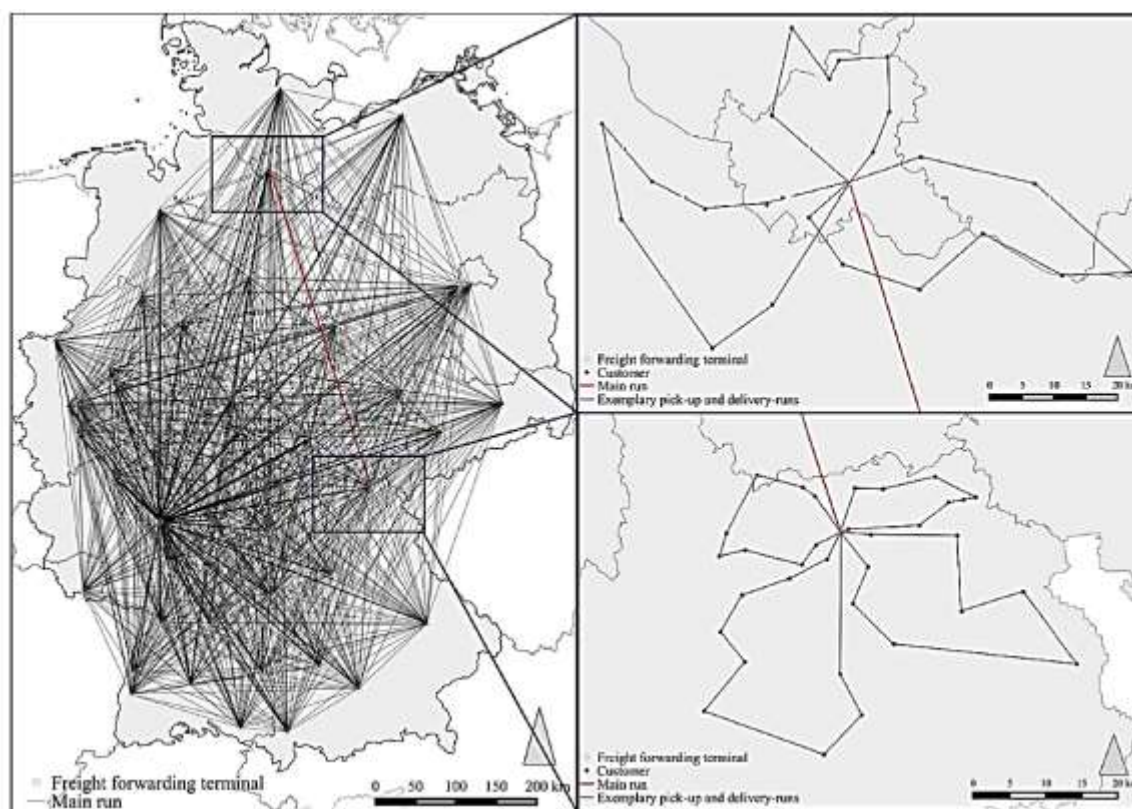 Freight forwarding terminal
Main run
0 50 100 150 200 km
Freight forwarding terminal
Customer
Main run
Exemplary pick-up and delivery-runs
0 5 10 15 20 km
Freight forwarding terminal
Customer
Main run
Exemplary pick-up and delivery-runs
0 5 10 15 20 km